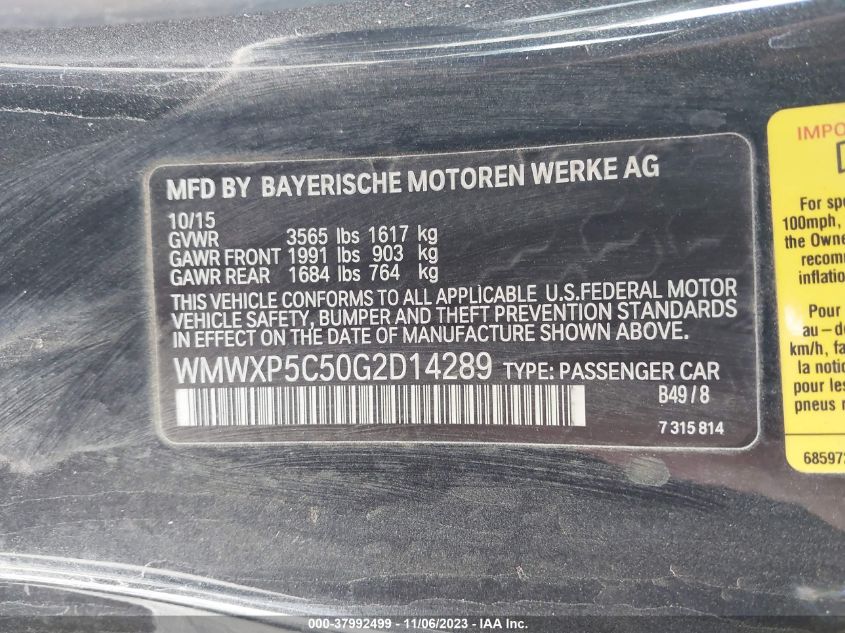 MFD BY BAYERISCHE MOTOREN WERKE AG
10/15
GVWR 3565 lbs 1617 kg
GAWR FRONT 1991 lbs 903 kg
GAWR REAR 1684 lbs 764 kg
THIS VEHICLE CONFORMS TO ALL APPLICABLE U.S.FEDERAL MOTOR
VEHICLE SAFETY, BUMPER AND THEFT PREVENTION STANDARDS
IN EFFECT ON THE DATE OF MANUFACTURE SHOWN ABOVE.
WMWXP5C50G2D14289 TYPE: PASSENGER CAR
B49/8
7 315 814
For
100mph,
the Owne
recom
inflatio
Pour
au-de
km/h, fa
la notic
pour les
pneus
68597
000-37992499 - 11/06/2023 - IAA Inc.